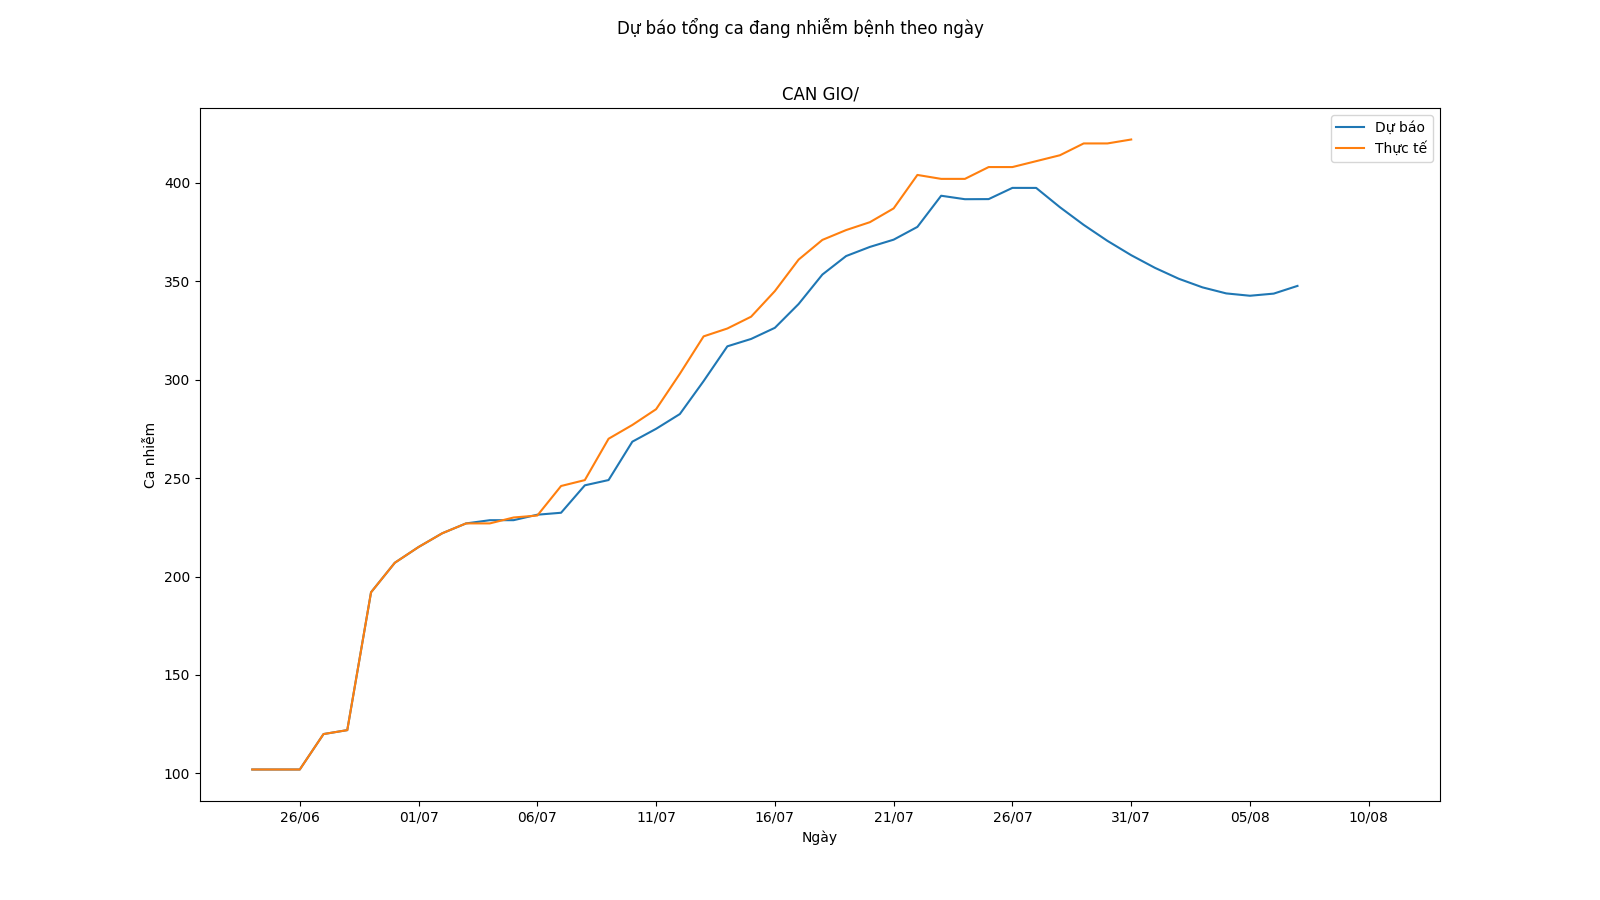 Dự báo tổng ca đang nhiễm bệnh theo ngày
CAN GIO/
Dự báo
Thực tế
Ca nhiễm
400
350
300
250
200
150
100
26/06 01/07 06/07 11/07 16/07 21/07 26/07 31/07 05/08 10/08
Ngày